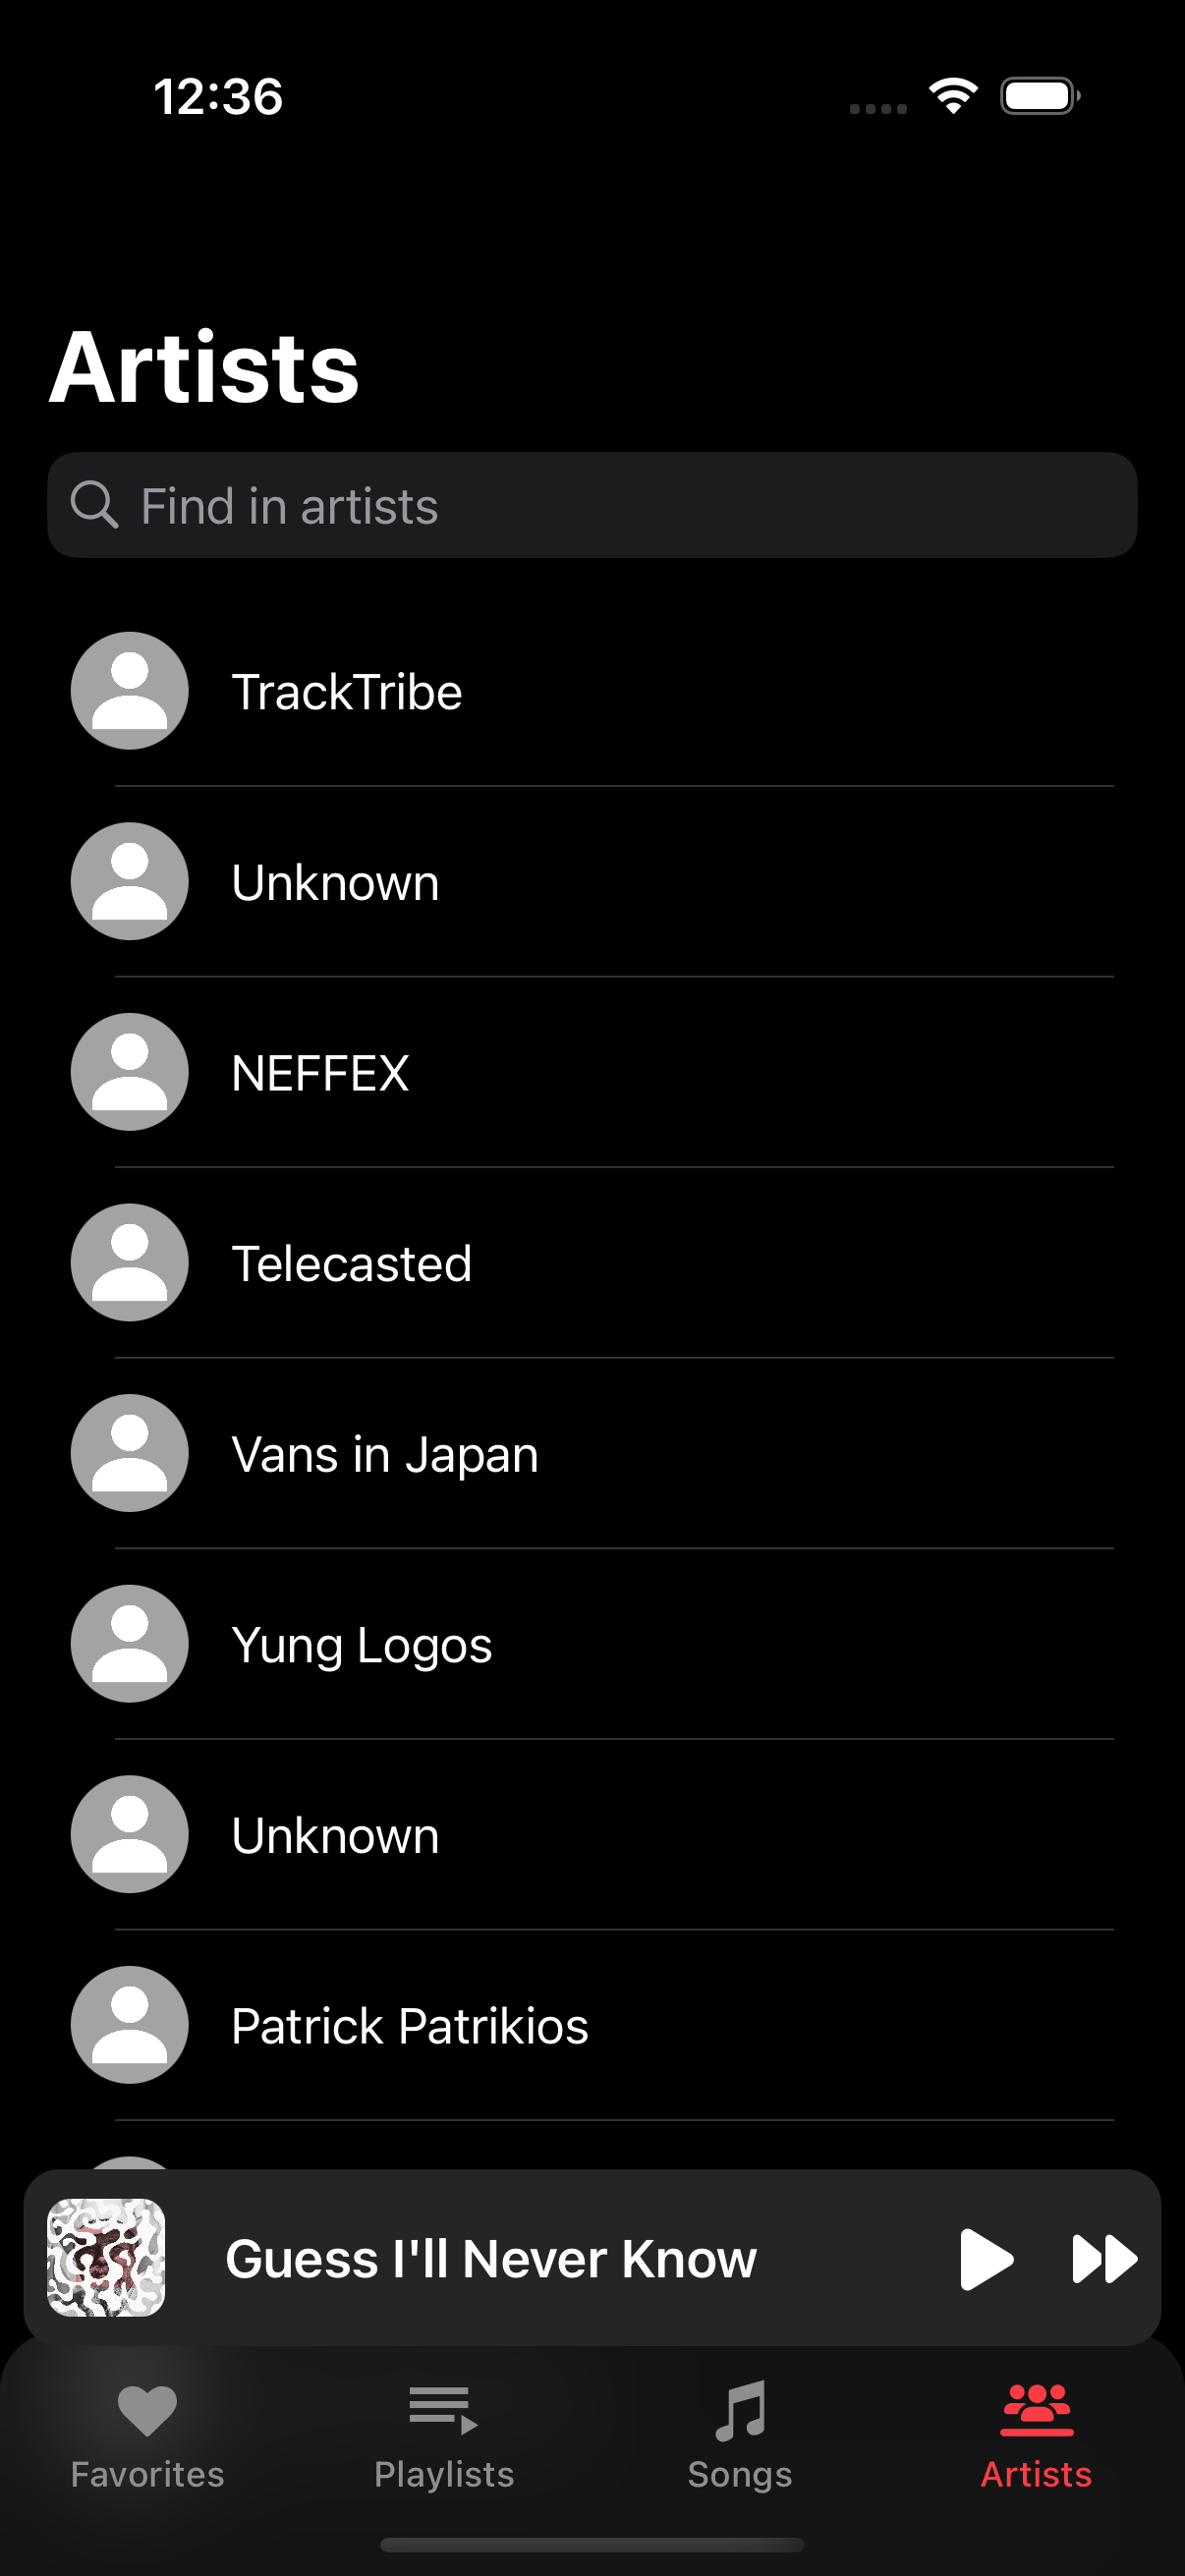 12:36
Artists
Find in artists
TrackTribe
Unknown
NEFFEX
Telecasted
Vans in Japan
Yung Logos
Unknown
Patrick Patrikios
Guess I'll Never Know
Favorites
Playlists
Songs
Artists